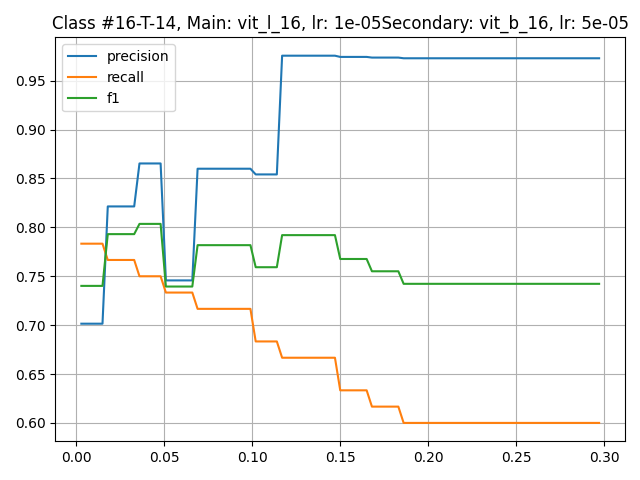 Class #16-T-14, Main: vit_l_16, lr: 1e-05Secondary: vit_b_16, lr: 5e-05
precision
recall
f1
0.95
0.90
0.85
0.80
0.75
0.70
0.65
0.60
0.00 0.05 0.10 0.15 0.20 0.25 0.30